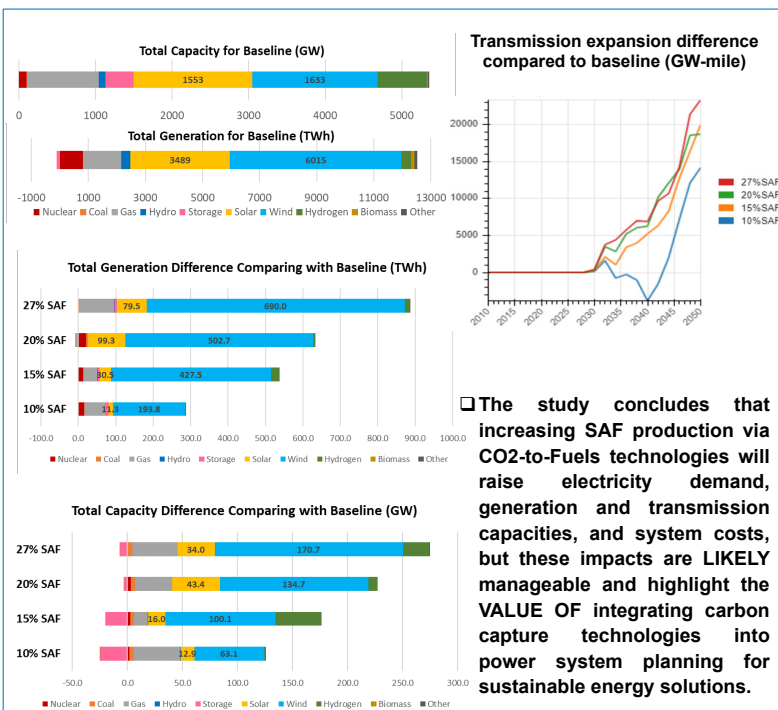 Total Capacity for Baseline (GW)
1553 1633
0 1000 2000 3000 4000 5000
Total Generation for Baseline (TWh)
3489 6015
-1000 1000 3000 5000 7000 9000 11000 13000
Nuclear Coal Gas Hydro Storage Solar Wind Hydrogen Biomass Other
Total Generation Difference Comparing with Baseline (TWh)
27% SAF 79.5 690.0
20% SAF 99.3 502.7
15% SAF 30.5 427.5
10% SAF 11.3 193.8
-100.0 0.0 100.0 200.0 300.0 400.0 500.0 600.0 700.0 800.0 900.0 1000.0
Nuclear Coal Gas Hydro Storage Solar Wind Hydrogen Biomass Other
Total Capacity Difference Comparing with Baseline (GW)
27% SAF 34.0 170.7
20% SAF 43.4 134.7
15% SAF 16.0 100.1
10% SAF 12.9 63.1
-50.0 0.0 50.0 100.0 150.0 200.0 250.0 300.0
Nuclear Coal Gas Hydro Storage Solar Wind Hydrogen Biomass Other
Transmission expansion difference
compared to baseline (GW-mile)
20000
15000
10000
5000
0
2010 2015 2020 2025 2030 2035 2040 2045 2050
27%SAF
20%SAF
15%SAF
10%SAF
❑ The study concludes that
increasing SAF production via
CO2-to-Fuels technologies will
raise electricity demand,
generation and transmission
capacities, and system costs,
but these impacts are LIKELY
manageable and highlight the
VALUE OF integrating carbon
capture technologies into
power system planning for
sustainable energy solutions.